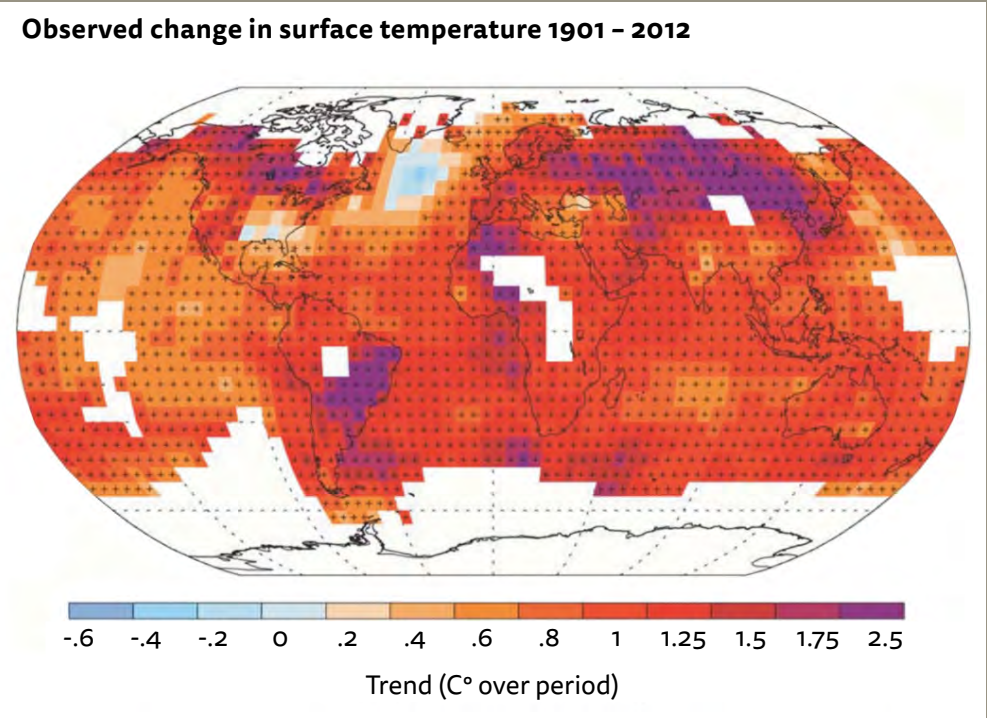 Observed change in surface temperature 1901 – 2012
-.6 -.4 -.2 0 .2 .4 .6 .8 1 1.25 1.5 1.75 2.5
Trend (C° over period)